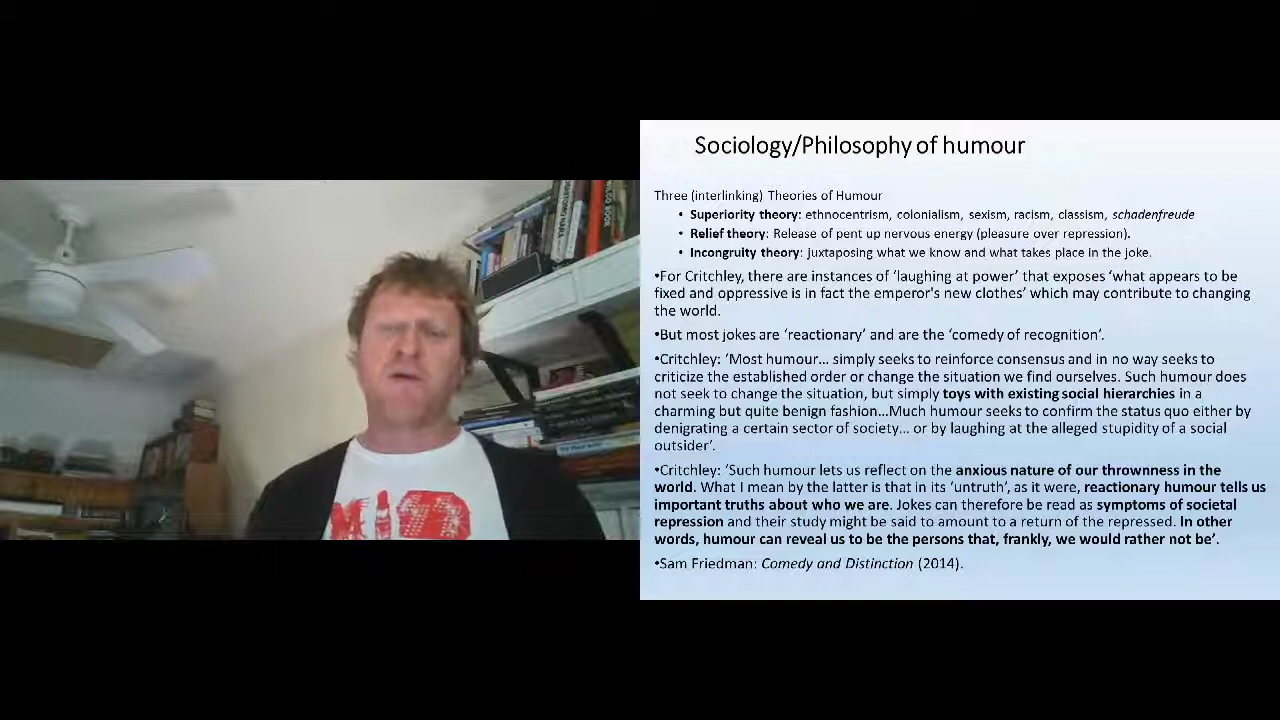 Sociology/Philosophy of humour
Three (interlinking) Theories of Humour
• Superiority theory: ethnocentrism, colonialism, sexism, racism, classism, schadenfreude
• Relief theory: Release of pent up nervous energy (pleasure over repression).
• Incongruity theory: juxtaposing what we know and what takes place in the joke.
•For Critchley, there are instances of ‘laughing at power’ that exposes ‘what appears to be
fixed and oppressive is in fact the emperor's new clothes’ which may contribute to changing
the world.
•But most jokes are ‘reactionary’ and are the ‘comedy of recognition’.
•Critchley: ‘Most humour… simply seeks to reinforce consensus and in no way seeks to
criticize the established order or change the situation we find ourselves. Such humour does
not seek to change the situation, but simply toys with existing social hierarchies in a
charming but quite benign fashion…Much humour seeks to confirm the status quo either by
denigrating a certain sector of society… or by laughing at the alleged stupidity of a social
outsider’.
•Critchley: ‘Such humour lets us reflect on the anxious nature of our thrownness in the
world. What I mean by the latter is that in its ‘untruth’, as it were, reactionary humour tells us
important truths about who we are. Jokes can therefore be read as symptoms of societal
repression and their study might be said to amount to a return of the repressed. In other
words, humour can reveal us to be the persons that, frankly, we would rather not be’.
•Sam Friedman: Comedy and Distinction (2014).